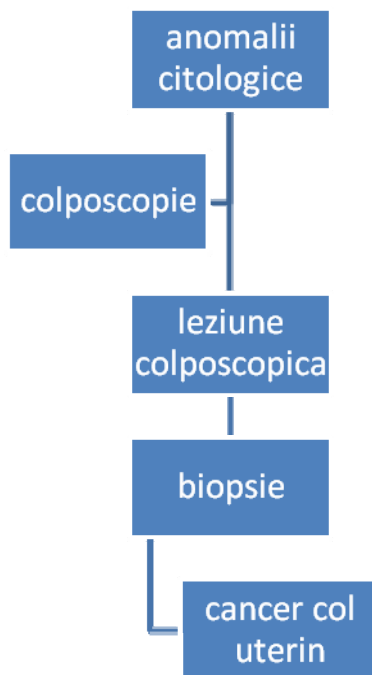 anomalii
citologice
colposcopie
leziune
colposcopica
biopsie
cancer col
uterin